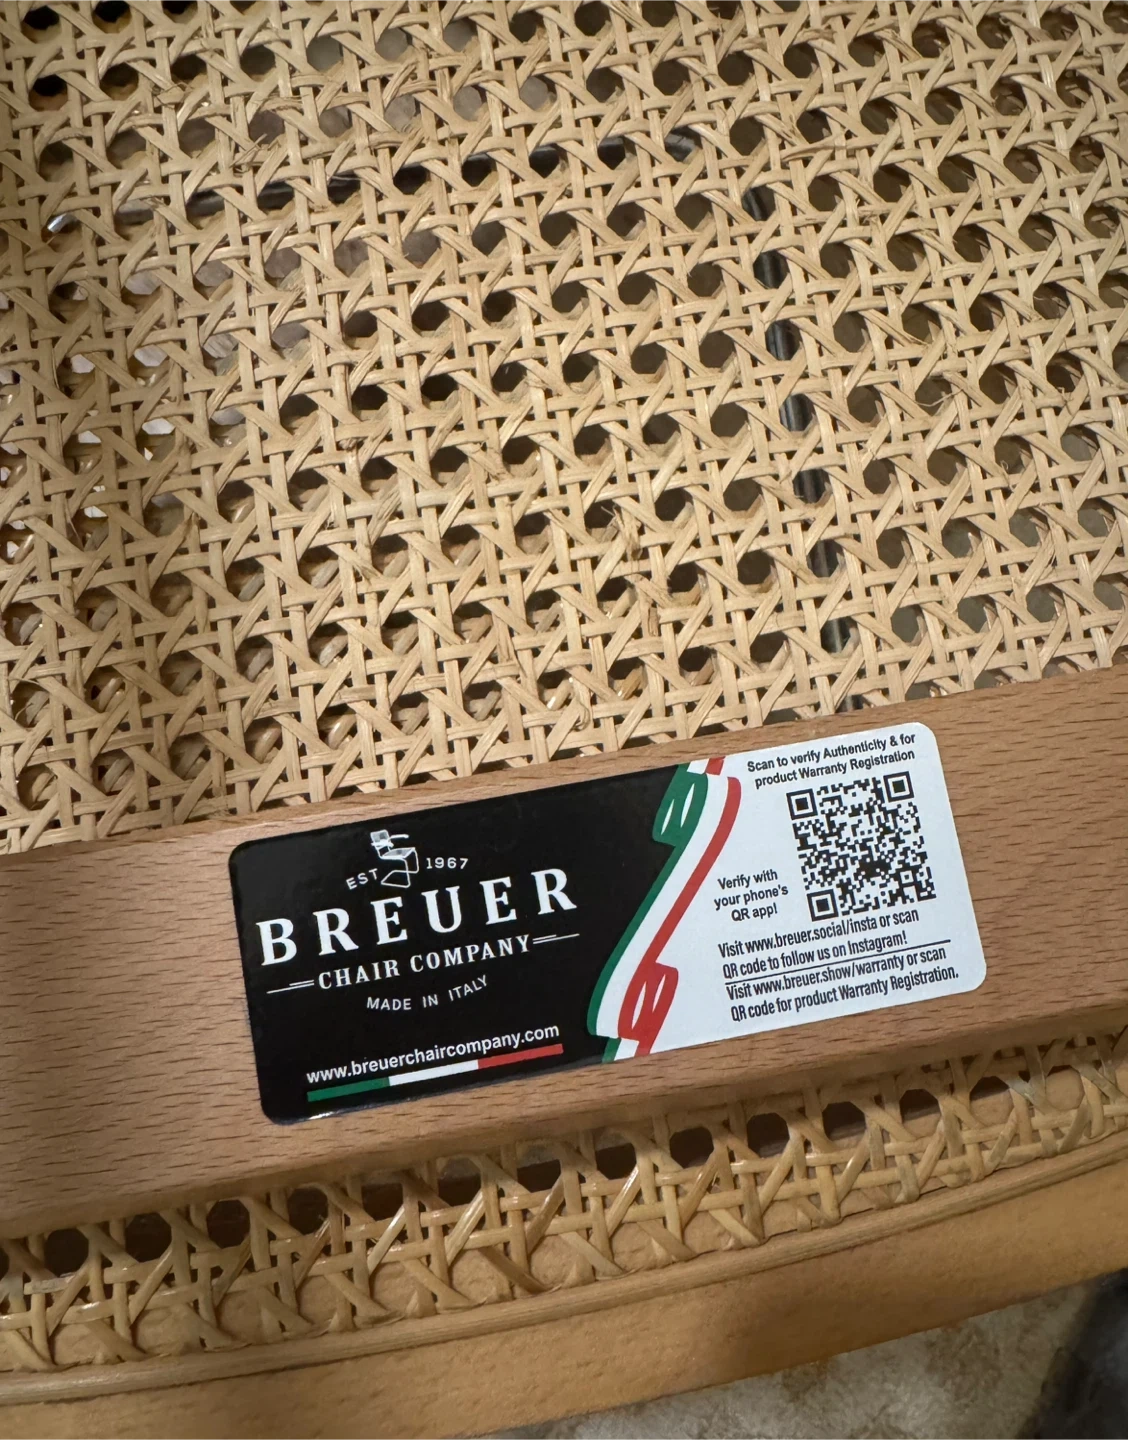 EST 1967
BREUER
CHAIR COMPANY
MADE IN ITALY
www.breuerchaircompany.com
Scan to verify Authenticity & for
product Warranty Registration
Verify with
your phone's
QR app!
Visit www.breuer.social/insta or scan
QR code to follow us on Instagram!
Visit www.breuer.show/warranty or scan
QR code for product Warranty Registration.